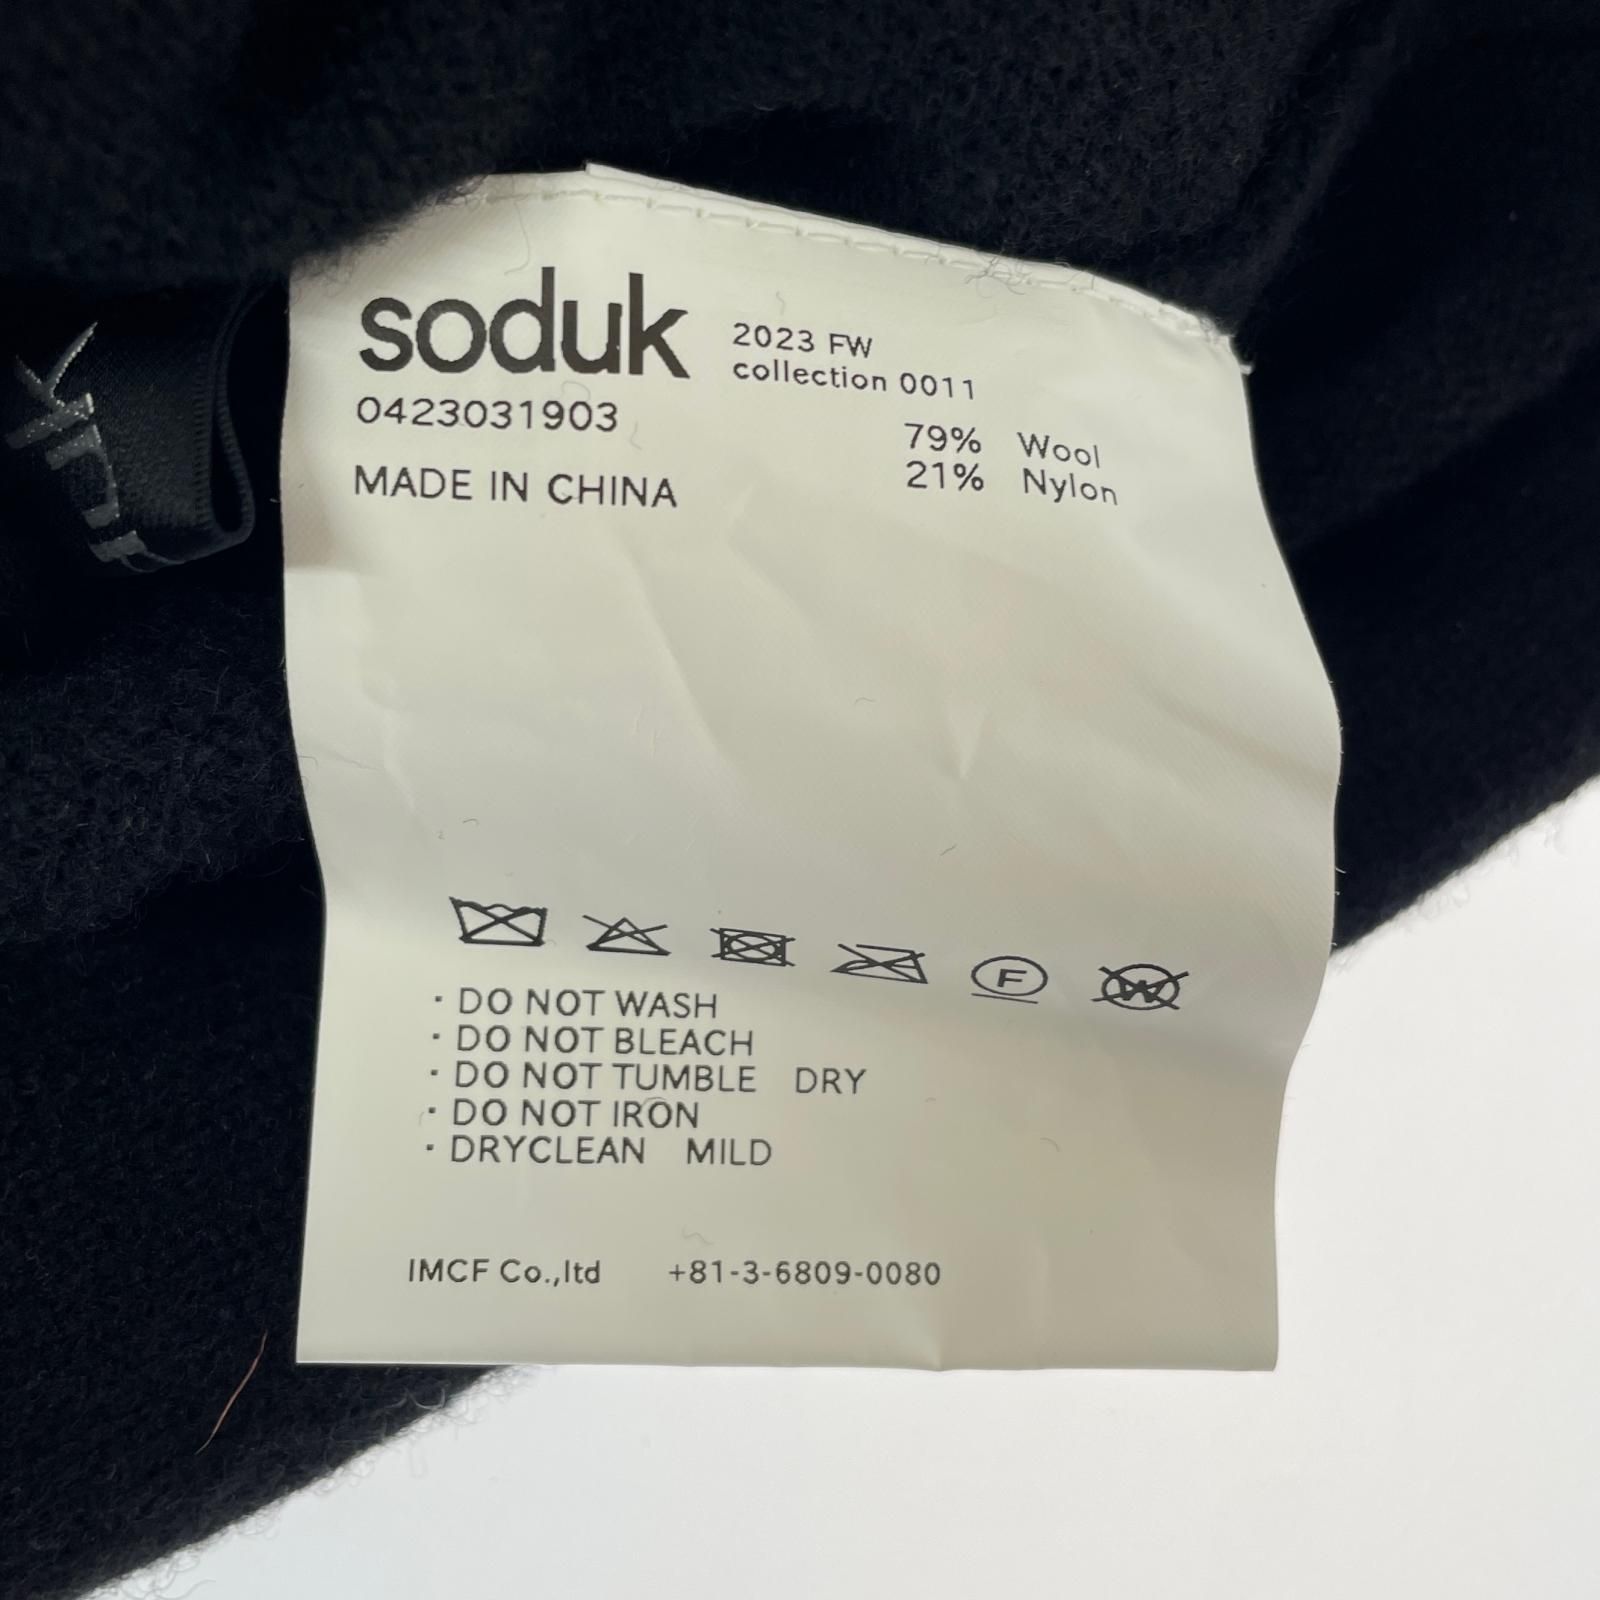 soduk
2023 FW
collection 0011
0423031903
79% Wool
21% Nylon
MADE IN CHINA
F
W
· DO NOT WASH
· DO NOT BLEACH
· DO NOT TUMBLE DRY
· DO NOT IRON
· DRYCLEAN MILD
IMCF Co.,ltd +81-3-6809-0080